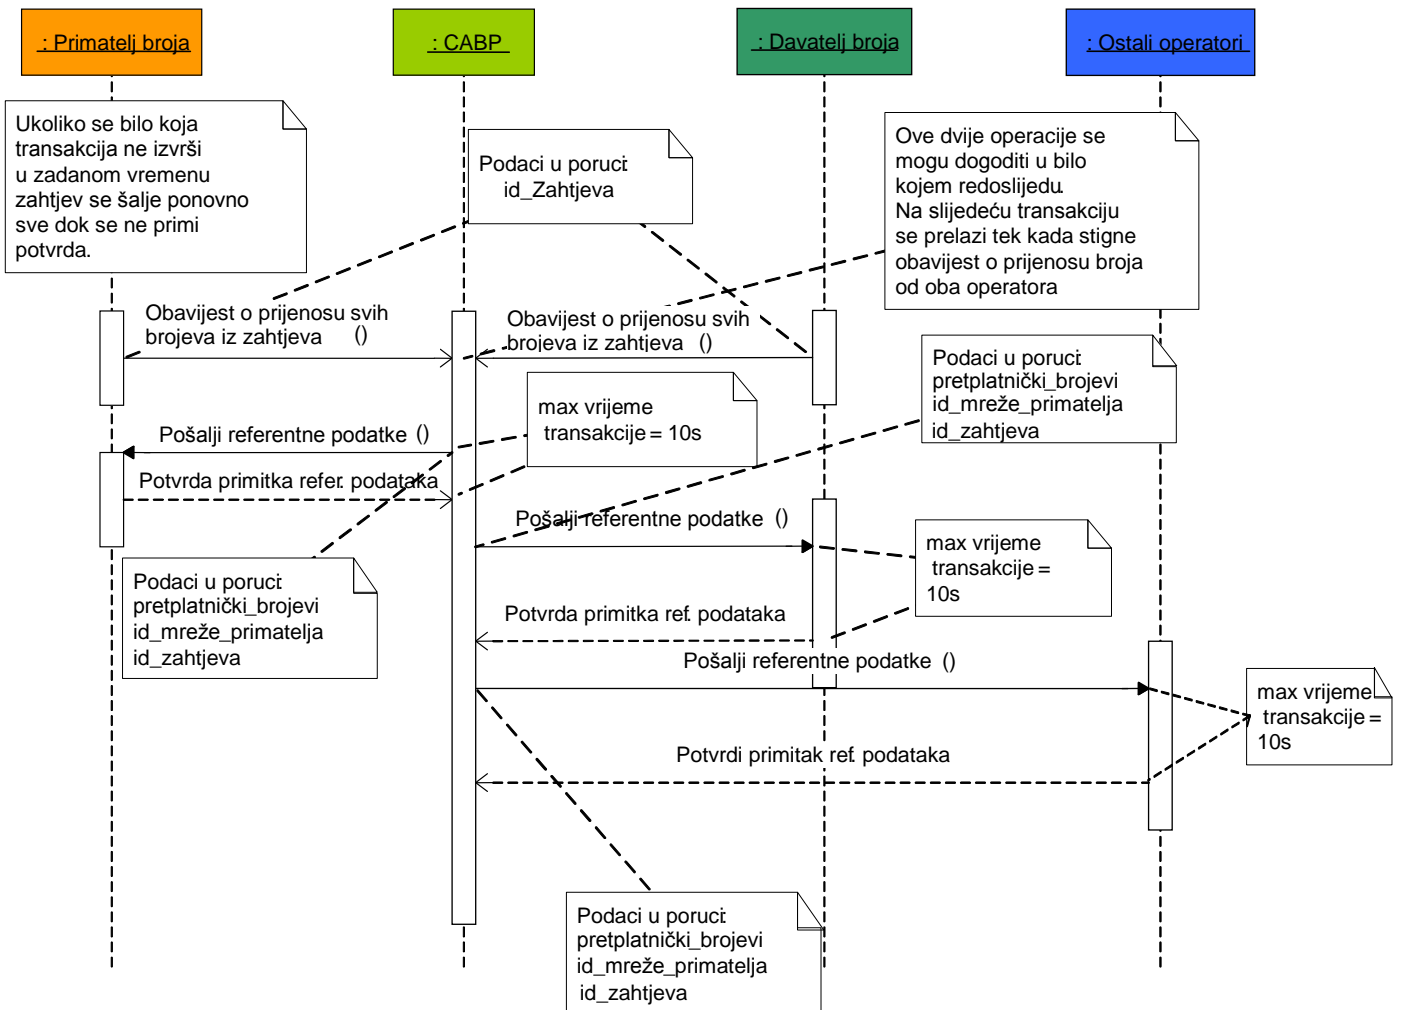 : Primatelj broja
: CABP
: Davatelj broja
: Ostali operatori
Ukoliko se bilo koja
transakcija ne izvrši
u zadanom vremenu
zahtjev se šalje ponovno
sve dok se ne primi
potvrda.
Podaci u poruci:
id_Zahtjeva
Ove dvije operacije se
mogu dogoditi u bilo
kojem redoslijedu.
Na slijedeću transakciju
se prelazi tek kada stigne
obavijest o prijenosu broja
od oba operatora
Obavijest o prijenosu svih
brojeva iz zahtjeva ()
Obavijest o prijenosu svih
brojeva iz zahtjeva ()
Podaci u poruci:
pretplatnički_brojevi
id_mreže_primatelja
id_zahtjeva
max vrijeme
transakcije = 10s
Pošalji referentne podatke ()
Potvrda primitka refer. podataka
Pošalji referentne podatke ()
max vrijeme
transakcije =
10s
Podaci u poruci:
pretplatnički_brojevi
id_mreže_primatelja
id_zahtjeva
Potvrda primitka ref. podataka
Pošalji referentne podatke ()
max vrijeme
transakcije =
10s
Potvrdi primitak ref. podataka
Podaci u poruci:
pretplatnički_brojevi
id_mreže_primatelja
id_zahtjeva